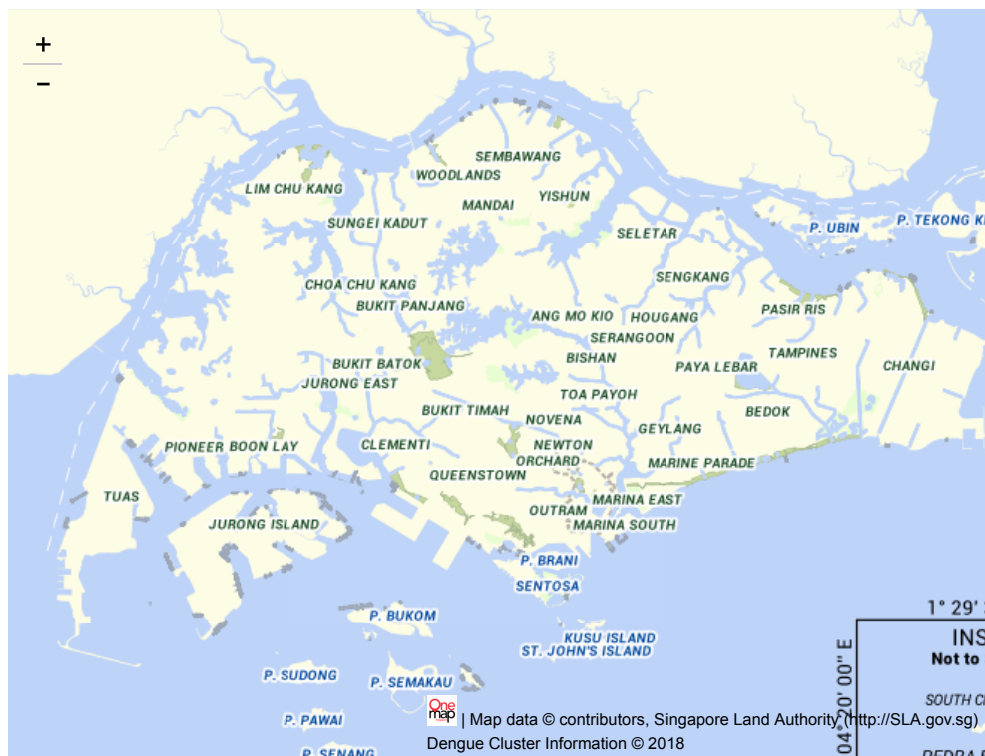 +
−
SEMBAWANG
WOODLANDS
LIM CHU KANG
YISHUN
MANDAI
SUNGEI KADUT
SELETAR
P. UBIN
P. TEKONG
CHOA CHU KANG
SENGKANG
BUKIT PANJANG
ANG MO KIO
HOUGANG
PASIR RIS
SERANGOON
BISHAN
TAMPINES
BUKIT BATOK
PAYA LEBAR
CHANGI
JURONG EAST
TOA PAYOH
BUKIT TIMAH
BEDOK
NOVENA
GEYLANG
PIONEER
BOON LAY
CLEMENTI
NEWTON
ORCHARD
MARINE PARADE
QUEENSTOWN
TUAS
MARINA EAST
OUTRAM
JURONG ISLAND
MARINA SOUTH
P. BRANI
SENTOSA
P. BUKOM
KUSU ISLAND
ST. JOHN'S ISLAND
P. SUDONG
P. SEMAKAU
P. PAWAI
P. SENANG
1° 29'
04° 20' 00" E
INS
Not to
SOUTH C
PEDRA
One map
| Map data © contributors, Singapore Land Authority (http://SLA.gov.sg)
Dengue Cluster Information © 2018